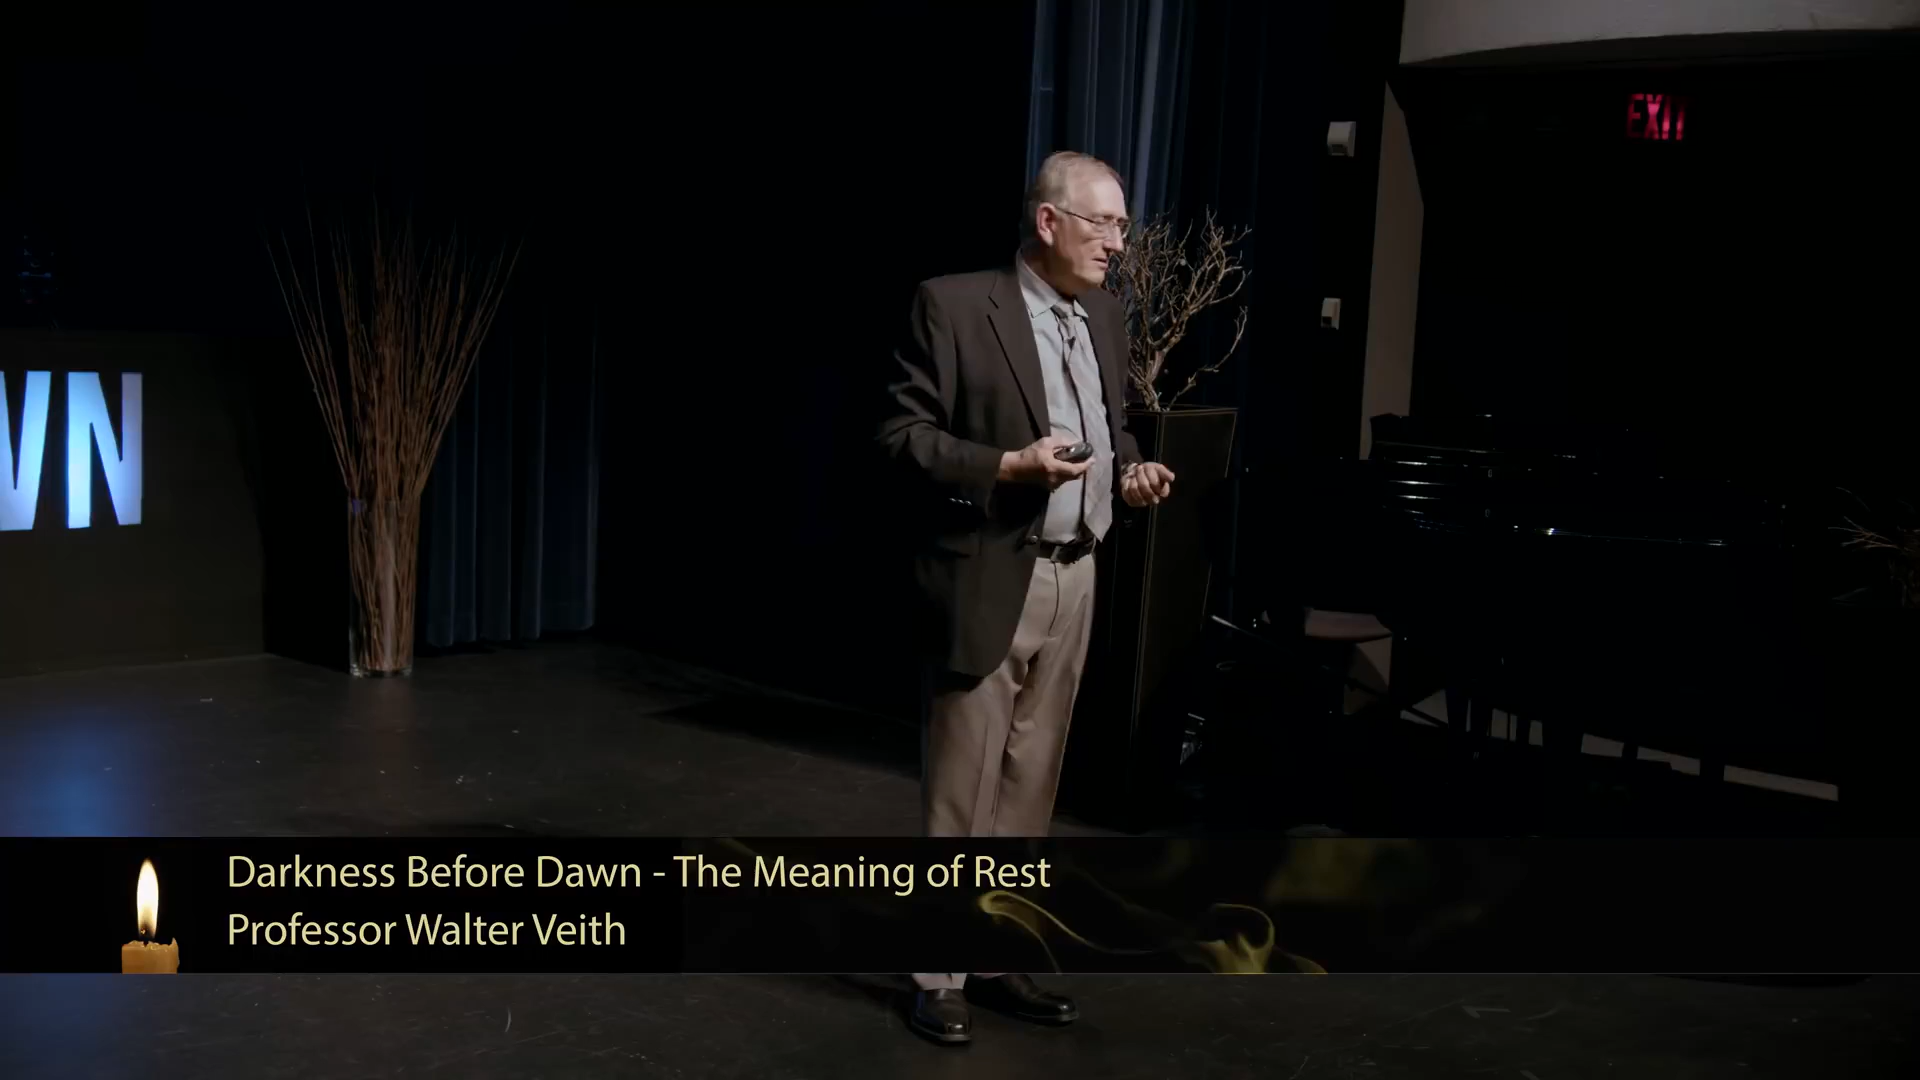 EXIT
WN
Darkness Before Dawn - The Meaning of Rest
Professor Walter Veith